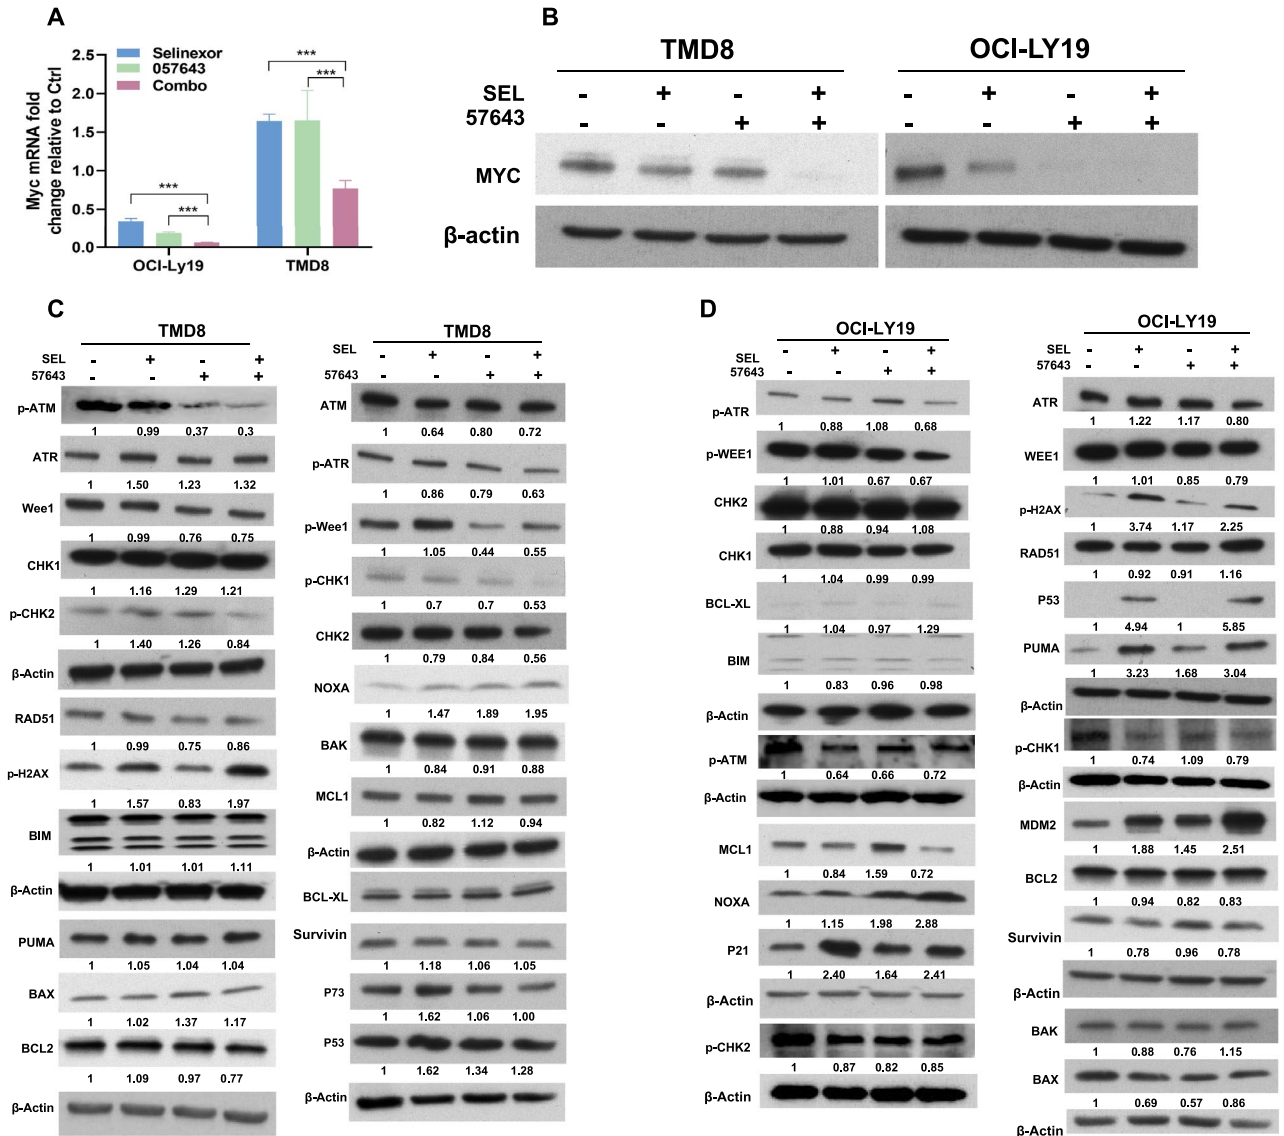 A
Myc mRNA fold
change relative to Ctrl
2.5
2.0
1.5
1.0
0.5
0.0
Selinexor
057643
Combo
***
***
***
***
OCI-Ly19 TMD8
B
TMD8 OCI-LY19
SEL - + - + - + - +
57643 - - + + - - + +
MYC
β-actin
C
TMD8
SEL - + - +
57643 - - + +
p-ATM
1 0.99 0.37 0.3
ATR
1 1.50 1.23 1.32
Wee1
1 0.99 0.76 0.75
CHK1
1 1.16 1.29 1.21
p-CHK2
1 1.40 1.26 0.84
β-Actin
RAD51
1 0.99 0.75 0.86
p-H2AX
1 1.57 0.83 1.97
BIM
1 1.01 1.01 1.11
β-Actin
PUMA
1 1.05 1.04 1.04
BAX
1 1.02 1.37 1.17
BCL2
1 1.09 0.97 0.77
β-Actin
TMD8
SEL - + - +
57643 - - + +
ATM
1 0.64 0.80 0.72
p-ATR
1 0.86 0.79 0.63
p-Wee1
1 1.05 0.44 0.55
p-CHK1
1 0.7 0.7 0.53
CHK2
1 0.79 0.84 0.56
NOXA
1 1.47 1.89 1.95
BAK
1 0.84 0.91 0.88
MCL1
1 0.82 1.12 0.94
β-Actin
BCL-XL
Survivin
1 1.18 1.06 1.05
P73
1 1.62 1.06 1.00
P53
1 1.62 1.34 1.28
β-Actin
D
OCI-LY19
SEL - + - +
57643 - - + +
p-ATR
1 0.88 1.08 0.68
p-WEE1
1 1.01 0.67 0.67
CHK2
1 0.88 0.94 1.08
CHK1
1 1.04 0.99 0.99
BCL-XL
1 1.04 0.97 1.29
BIM
1 0.83 0.96 0.98
β-Actin
p-ATM
1 0.64 0.66 0.72
β-Actin
MCL1
1 0.84 1.59 0.72
NOXA
1 1.15 1.98 2.88
P21
1 2.40 1.64 2.41
β-Actin
p-CHK2
1 0.87 0.82 0.85
β-Actin
OCI-LY19
SEL - + - +
57643 - - + +
ATR
1 1.22 1.17 0.80
WEE1
1 1.01 0.85 0.79
p-H2AX
1 3.74 1.17 2.25
RAD51
1 0.92 0.91 1.16
P53
1 4.94 1 5.85
PUMA
1 3.23 1.68 3.04
β-Actin
p-CHK1
1 0.74 1.09 0.79
β-Actin
MDM2
1 1.88 1.45 2.51
BCL2
1 0.94 0.82 0.83
Survivin
1 0.78 0.96 0.78
β-Actin
BAK
1 0.88 0.76 1.15
BAX
1 0.69 0.57 0.86
β-Actin